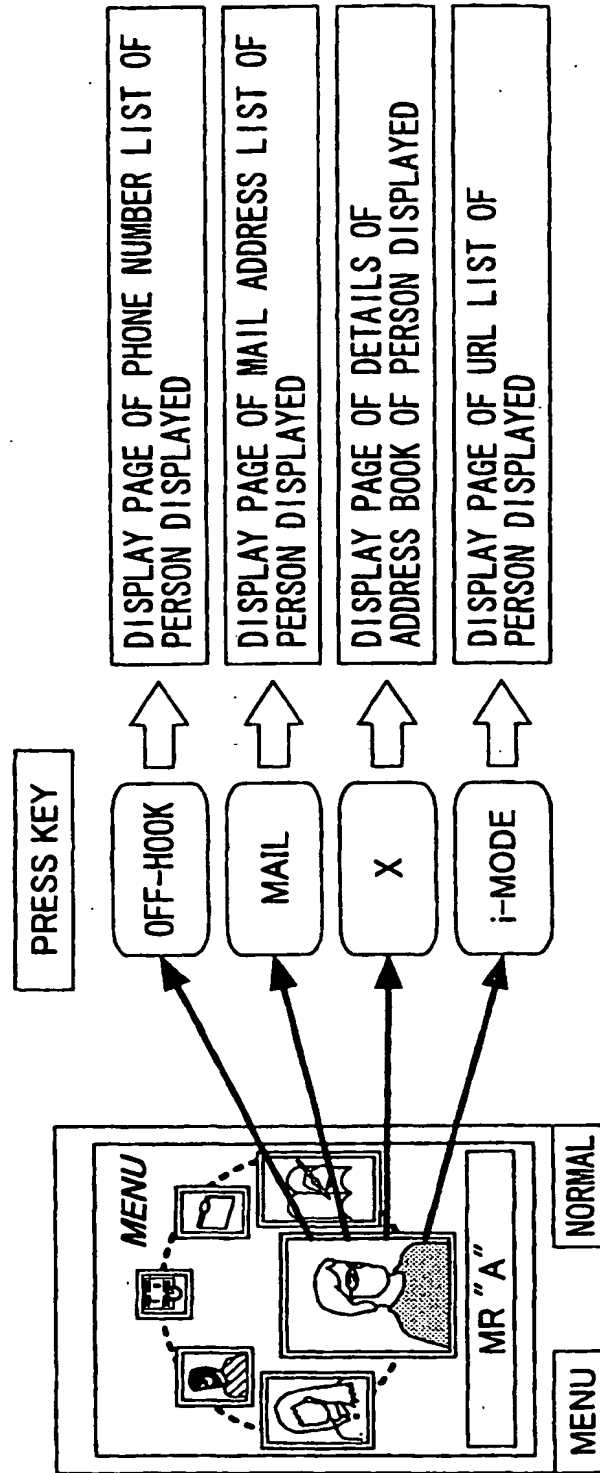 PRESS KEY
MENU
MR "A"
MENU
NORMAL
OFF-HOOK
DISPLAY PAGE OF PHONE NUMBER LIST OF
PERSON DISPLAYED
MAIL
DISPLAY PAGE OF MAIL ADDRESS LIST OF
PERSON DISPLAYED
X
DISPLAY PAGE OF DETAILS OF
ADDRESS BOOK OF PERSON DISPLAYED
i-MODE
DISPLAY PAGE OF URL LIST OF
PERSON DISPLAYED